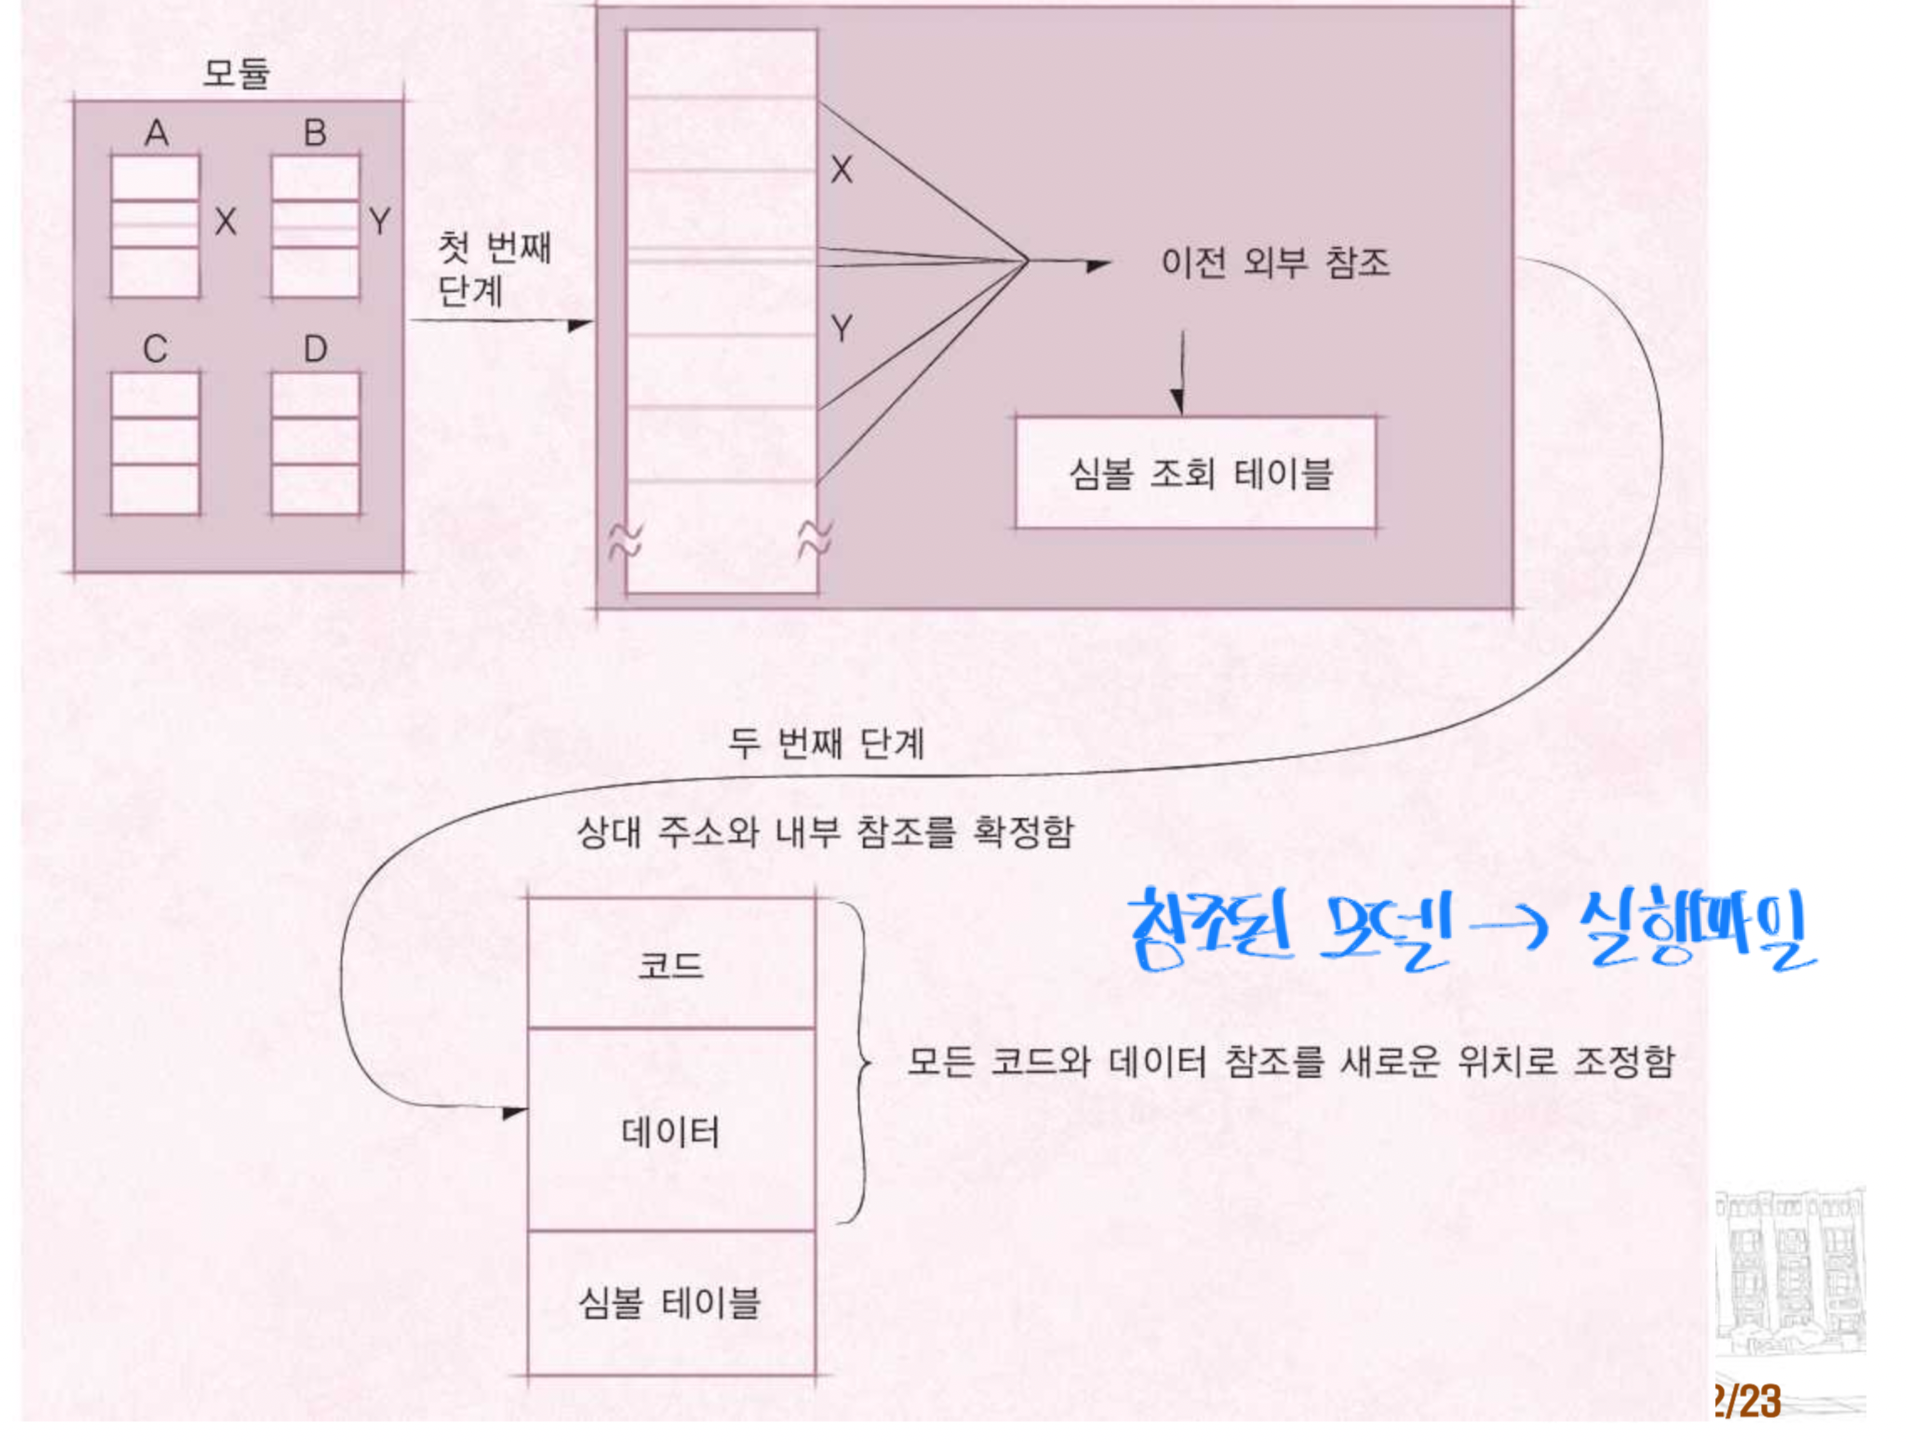 모듈
A B
X Y
첫 번째
단계
C D
X
이전 외부 참조
Y
심볼 조회 테이블
두 번째 단계
상대 주소와 내부 참조를 확정함
참조된 모델 → 실행파일
코드
모든 코드와 데이터 참조를 새로운 위치로 조정함
데이터
심볼 테이블
2/23